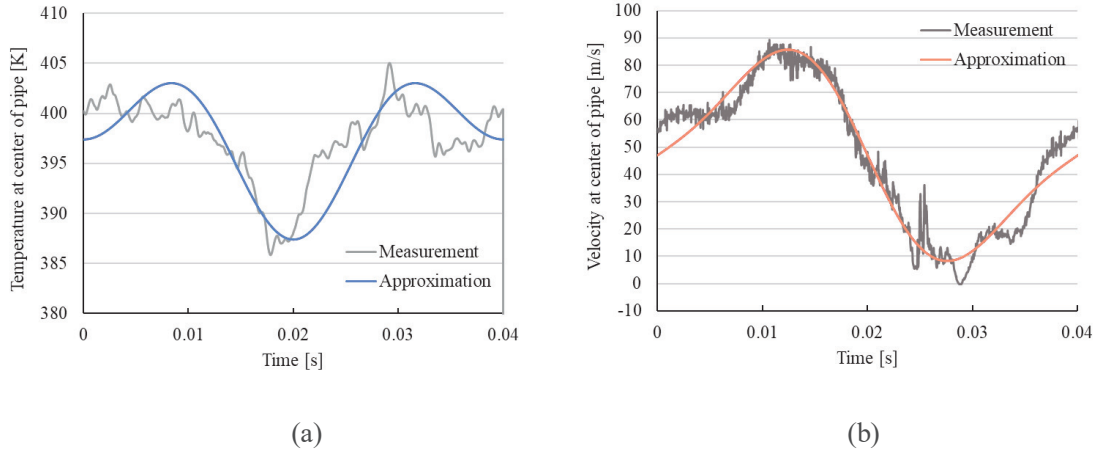 Temperature at center of pipe [K]
410
405
400
395
390
385
380
Measurement
Approximation
0
0.01
0.02
0.03
0.04
Time [s]
(a)
Velocity at center of pipe [m/s]
100
90
80
70
60
50
40
30
20
10
0
-10
Measurement
Approximation
0
0.01
0.02
0.03
0.04
Time [s]
(b)